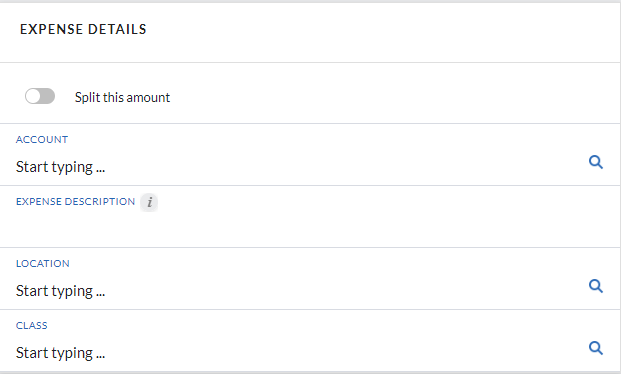 EXPENSE DETAILS
Split this amount
ACCOUNT
Start typing ...
EXPENSE DESCRIPTION i
LOCATION
Start typing ...
CLASS
Start typing ...